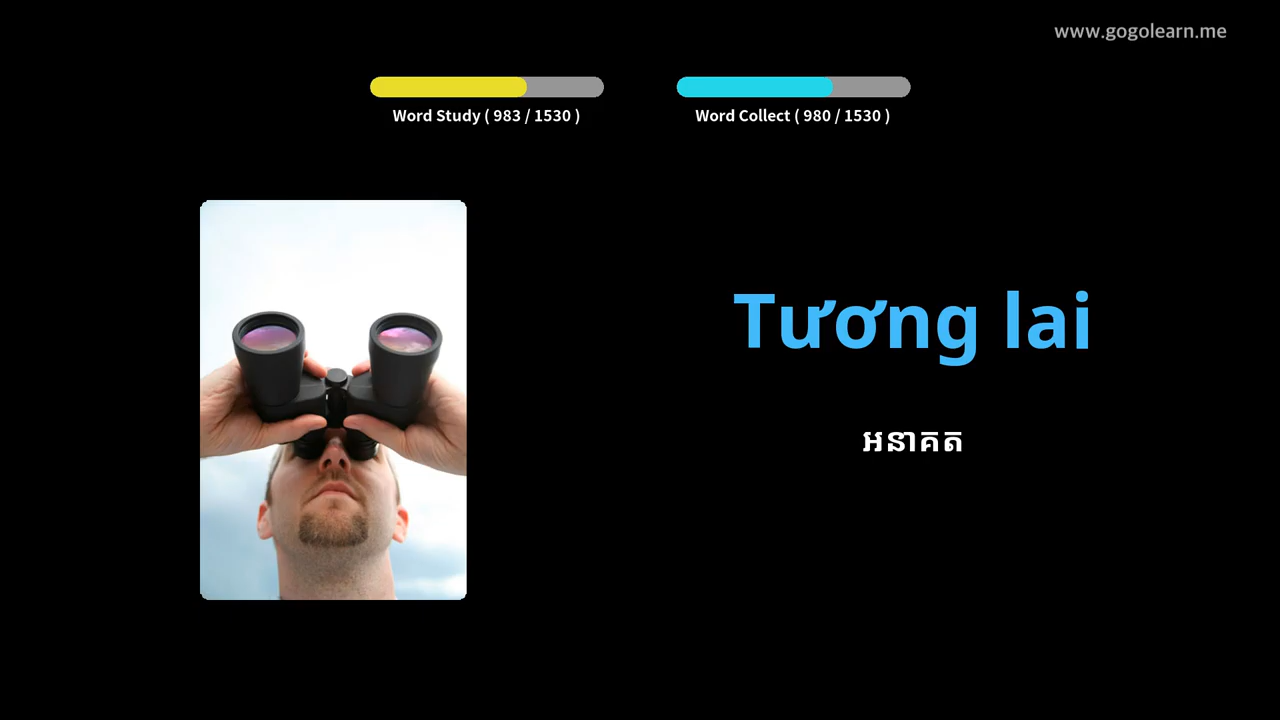 www.gogolearn.me
Word Study ( 983 / 1530 )
Word Collect ( 980 / 1530 )
Tương lai
អនាគត